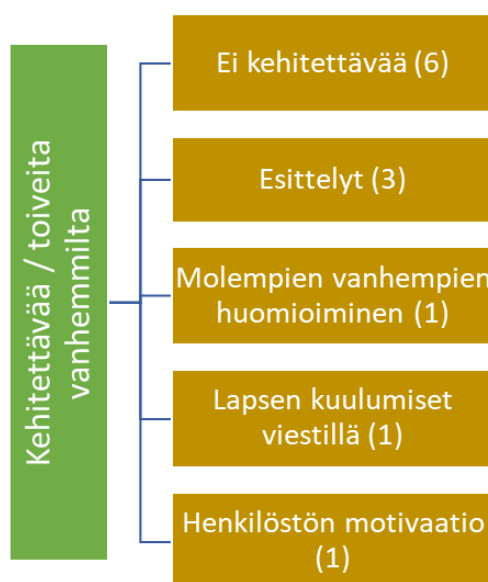 Kehitettävää / toiveita
vanhemmilta
Ei kehitettävää (6)
Esittelyt (3)
Molempien vanhempien
huomioiminen (1)
Lapsen kuulumiset
viestillä (1)
Henkilöstön motivaatio
(1)